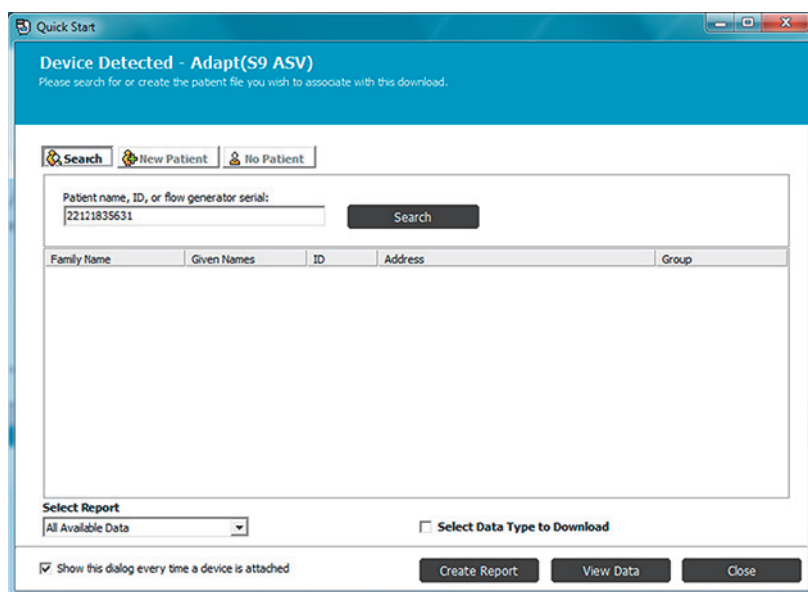 Quick Start
Device Detected - Adapt(S9 ASV)
Please search for or create the patient file you wish to associate with this download.
Search New Patient No Patient
Patient name, ID, or flow generator serial:
22121835631 Search
Family Name Given Names ID Address Group
Select Report
All Available Data Select Data Type to Download
Show this dialog every time a device is attached Create Report View Data Close